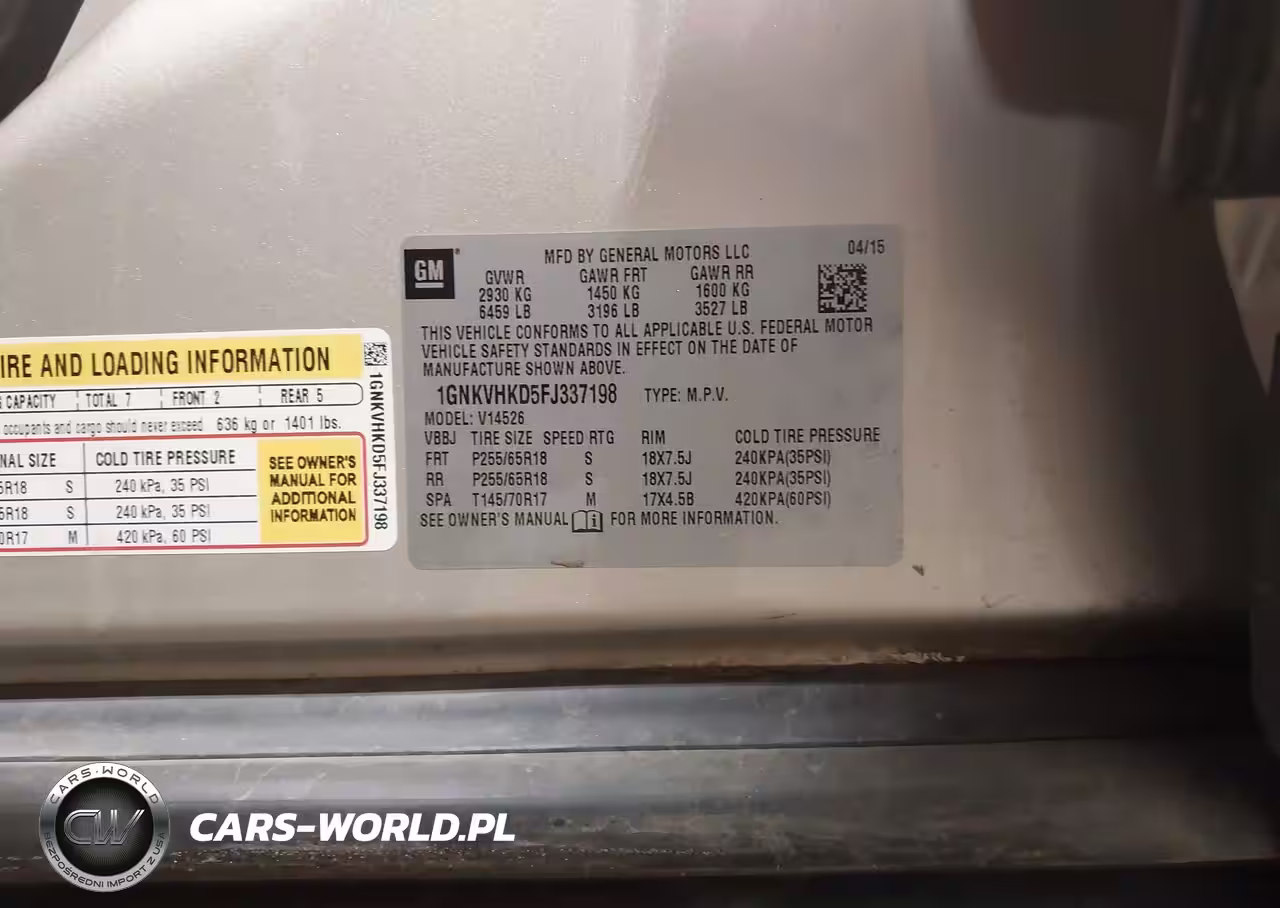 IRE AND LOADING INFORMATION
CAPACITY TOTAL 7 FRONT 2 REAR 5
occupants and cargo should never exceed 636 kg or 1401 lbs.
NAL SIZE COLD TIRE PRESSURE
5R18 S 240 kPa, 35 PSI
5R18 S 240 kPa, 35 PSI
0R17 M 420 kPa, 60 PSI
SEE OWNER'S
MANUAL FOR
ADDITIONAL
INFORMATION
1GNKVHKD5FJ337198
GM
MFD BY GENERAL MOTORS LLC 04/15
GVWR GAWR FRT GAWR RR
2930 KG 1450 KG 1600 KG
6459 LB 3196 LB 3527 LB
THIS VEHICLE CONFORMS TO ALL APPLICABLE U.S. FEDERAL MOTOR
VEHICLE SAFETY STANDARDS IN EFFECT ON THE DATE OF
MANUFACTURE SHOWN ABOVE.
1GNKVHKD5FJ337198 TYPE: M.P.V.
MODEL: V14526
VBBJ TIRE SIZE SPEED RTG RIM COLD TIRE PRESSURE
FRT P255/65R18 S 18X7.5J 240KPA(35PSI)
RR P255/65R18 S 18X7.5J 240KPA(35PSI)
SPA T145/70R17 M 17X4.5B 420KPA(60PSI)
SEE OWNER'S MANUAL FOR MORE INFORMATION.
CARS-WORLD
CW
BEZPOŚREDNI IMPORT Z USA
CARS-WORLD.PL